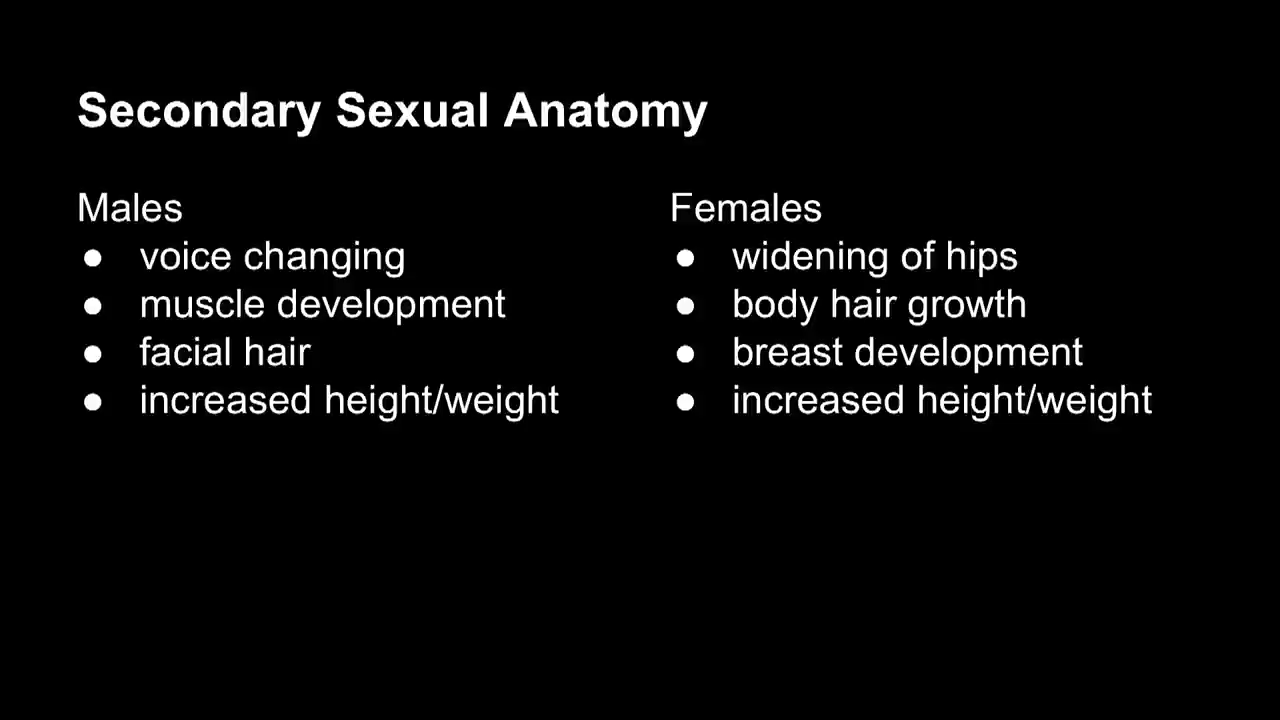 Secondary Sexual Anatomy
Males
● voice changing
● muscle development
● facial hair
● increased height/weight
Females
● widening of hips
● body hair growth
● breast development
● increased height/weight